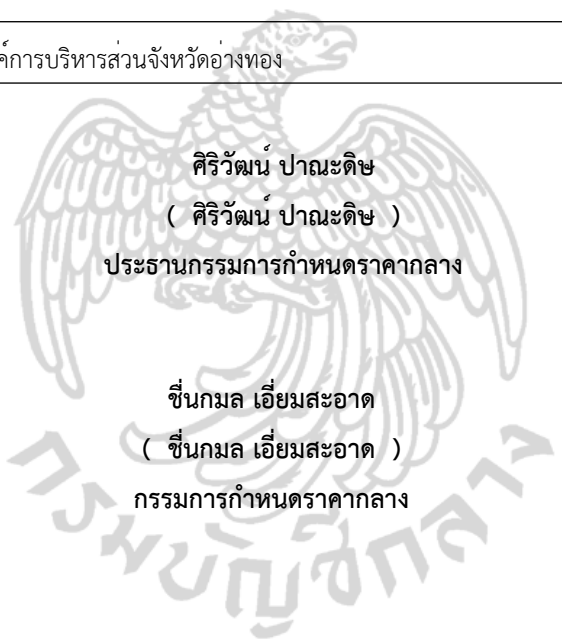 การบริหารส่วนจังหวัดอ่างทอง
ศิริวัฒน์ ปาณะดิษ
( ศิริวัฒน์ ปาณะดิษ )
ประธานกรรมการกำหนดราคากลาง
ชื่นกมล เอี่ยมสะอาด
( ชื่นกมล เอี่ยมสะอาด )
กรรมการกำหนดราคากลาง
กรมบัญชีกลาง